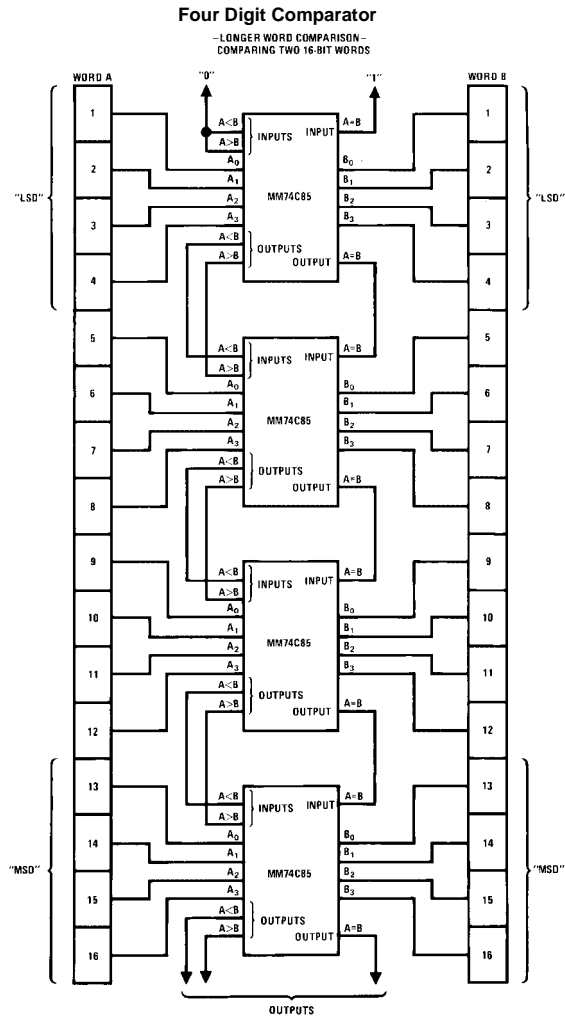 Four Digit Comparator
–LONGER WORD COMPARISON–
COMPARING TWO 16-BIT WORDS
WORD A "0" "1" WORD B
1 A<B INPUTS INPUT A=B 1
A>B
A0 B0
2 A1 B1 2
"LSD" A2 MM74C85 B2 "LSD"
3 A3 B3 3
A<B OUTPUTS
4 A>B OUTPUT A=B 4
5 A<B INPUTS INPUT A=B 5
A>B
A0 B0
6 A1 B1 6
A2 MM74C85 B2
7 A3 B3 7
A<B OUTPUTS
8 A>B OUTPUT A=B 8
9 A<B INPUTS INPUT A=B 9
A>B
A0 B0
10 A1 B1 10
A2 MM74C85 B2
11 A3 B3 11
A<B OUTPUTS
12 A>B OUTPUT A=B 12
13 A<B INPUTS INPUT A=B 13
A>B
A0 B0
14 A1 B1 14
"MSD" A2 MM74C85 B2 "MSD"
15 A3 B3 15
A<B OUTPUTS
16 A>B OUTPUT A=B 16
OUTPUTS